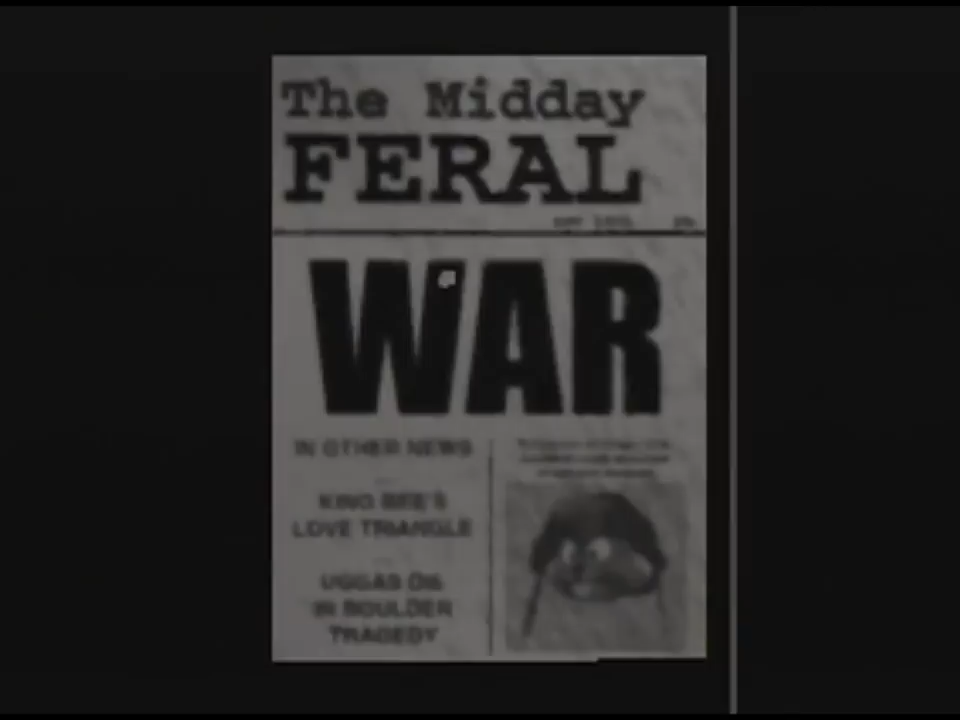 The Midday
FERAL
WAR
IN OTHER NEWS
KING BEE'S
LOVE TRIANGLE
UGGAS DIE
IN BOULDER
TRAGEDY